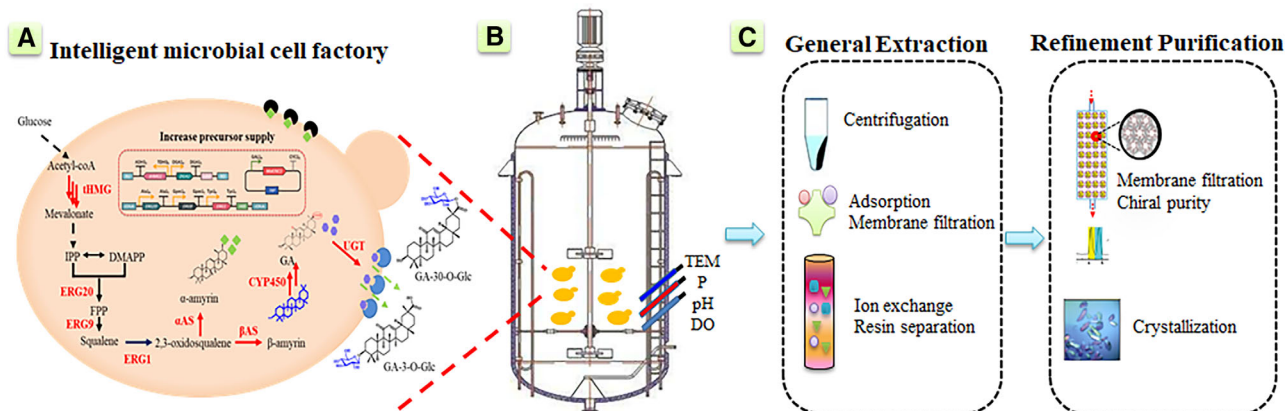 A
Intelligent microbial cell factory
Glucose
Acetyl-coA
tHMG
Mevalonate
IPP
DMAPP
ERG20
FPP
ERG9
Squalene
ERG1
2,3-oxidosqualene
αAS
α-amyrin
βAS
β-amyrin
CYP450
GA
UGT
Increase precursor supply
GA-30-O-Glc
GA-3-O-Glc
B
TEM
P
pH
DO
C
General Extraction
Centrifugation
Adsorption
Membrane filtration
Ion exchange
Resin separation
Refinement Purification
Membrane filtration
Chiral purity
Crystallization